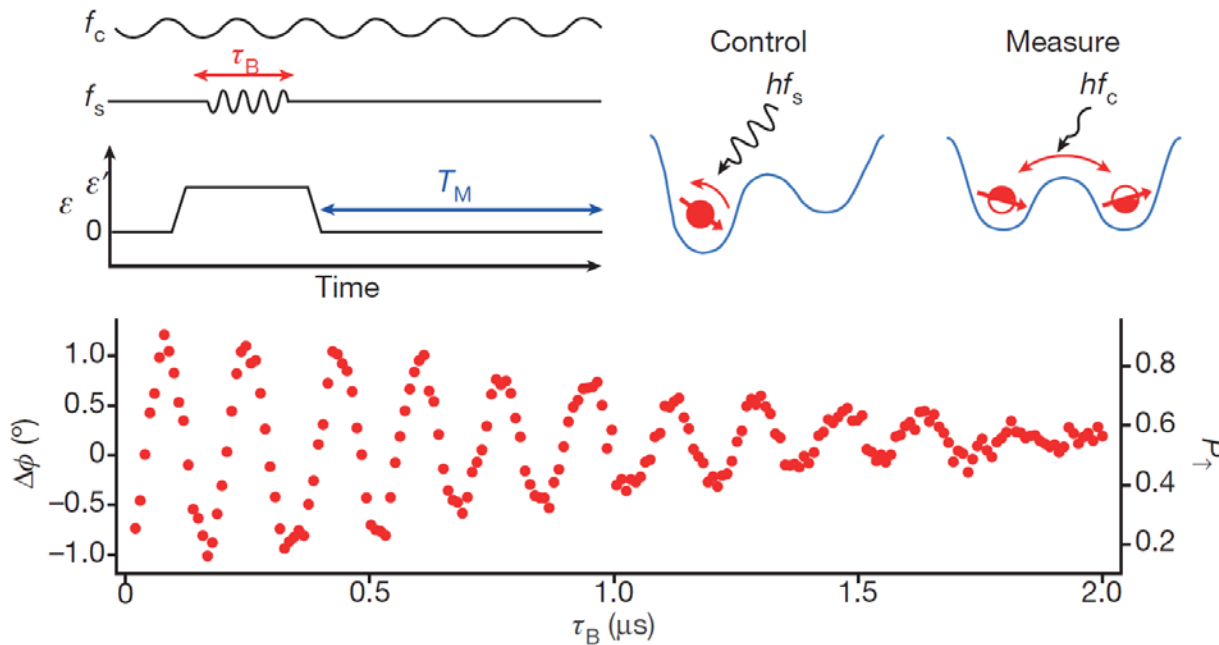 f_c
τ_B
f_s
ε
ε′
0
T_M
Time
Control
hf_s
Measure
hf_c
Δϕ (°)
1.0
0.5
0
−0.5
−1.0
0
0.5
1.0
1.5
2.0
τ_B (μs)
0.8
0.6
0.4
0.2
P_↑